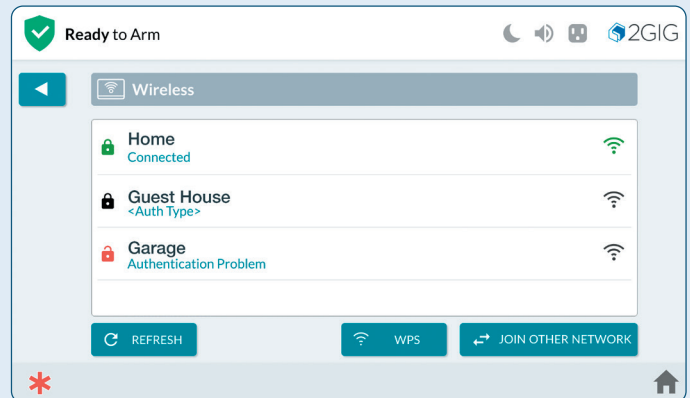 Ready to Arm
2GIG
Wireless
Home
Connected
Guest House
<Auth Type>
Garage
Authentication Problem
REFRESH
WPS
JOIN OTHER NETWORK